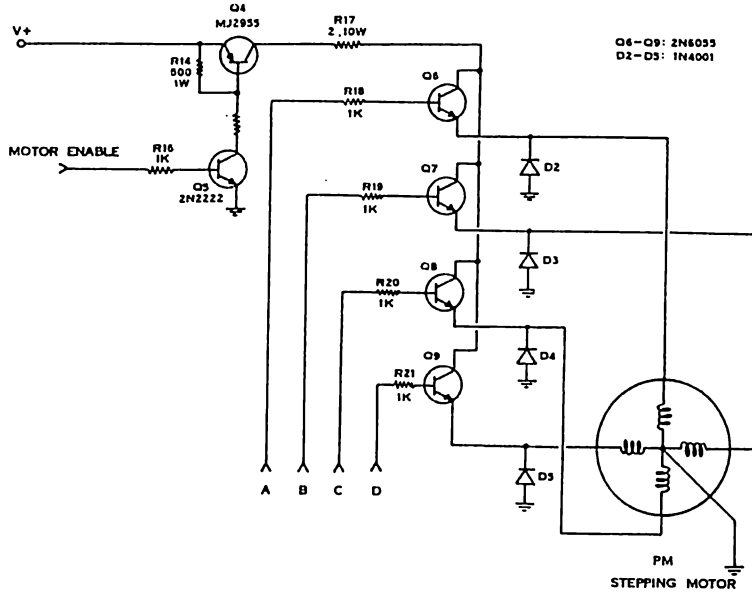 Q4
MJ2955
V+
R17
2, 10W
Q6-Q9: 2N6055
D2-D5: 1N4001
R14
500
1W
Q6
R18
1K
MOTOR ENABLE
R16
1K
Q5
2N2222
D2
Q7
R19
1K
D3
Q8
R20
1K
D4
Q9
R21
1K
D5
A B C D
PM
STEPPING MOTOR